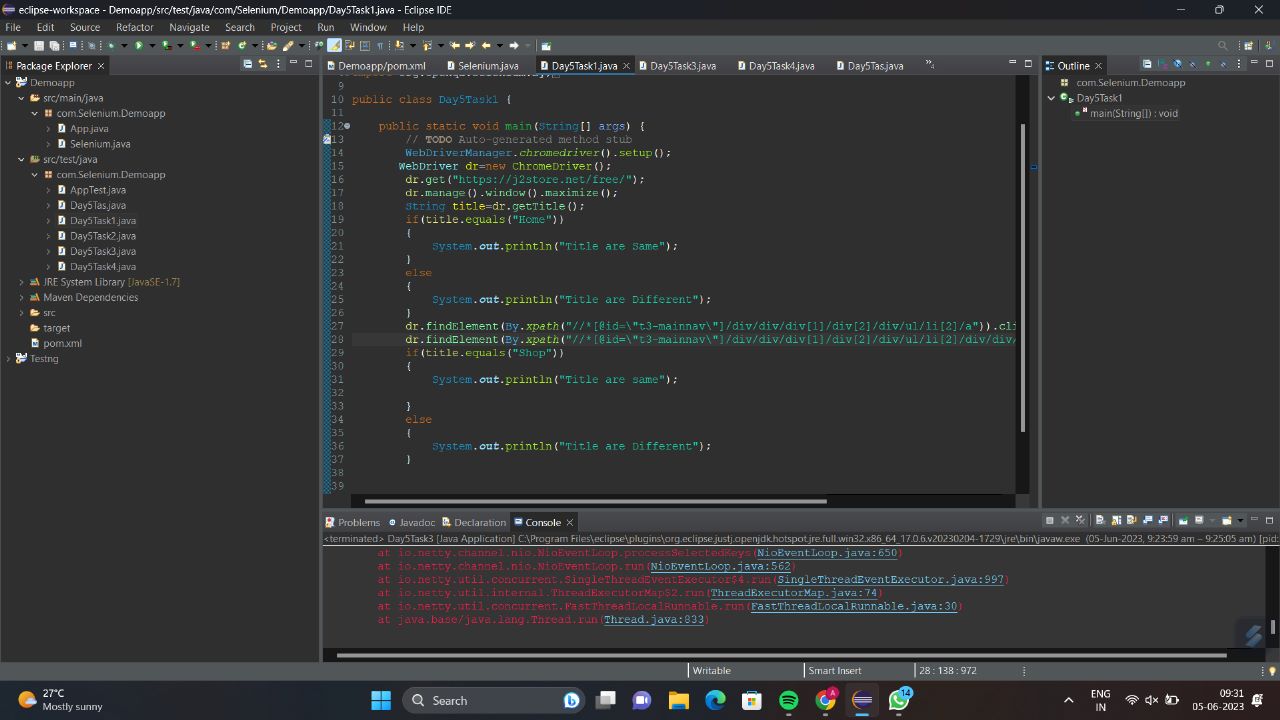 eclipse-workspace - Demoapp/src/test/java/com/Selenium/Demoapp/Day5Task1.java - Eclipse IDE
File Edit Source Refactor Navigate Search Project Run Window Help
Package Explorer
Demoapp
src/main/java
com.Selenium.Demoapp
App.java
Selenium.java
src/test/java
com.Selenium.Demoapp
AppTest.java
Day5Tas.java
Day5Task1.java
Day5Task2.java
Day5Task3.java
Day5Task4.java
JRE System Library [JavaSE-1.7]
Maven Dependencies
src
target
pom.xml
Testng
Demoapp/pom.xml Selenium.java Day5Task1.java Day5Task3.java Day5Task4.java Day5Tas.java
9
10 public class Day5Task1 {
11
12 public static void main(String[] args) {
13 // TODO Auto-generated method stub
14 WebDriverManager.chromedriver().setup();
15 WebDriver dr=new ChromeDriver();
16 dr.get("https://j2store.net/free/");
17 dr.manage().window().maximize();
18 String title=dr.getTitle();
19 if(title.equals("Home"))
20 {
21 System.out.println("Title are Same");
22 }
23 else
24 {
25 System.out.println("Title are Different");
26 }
27 dr.findElement(By.xpath("//*[@id=\"t3-mainnav\"]/div/div/div[1]/div[2]/div/ul/li[2]/a")).cli
28 dr.findElement(By.xpath("//*[@id=\"t3-mainnav\"]/div/div/div[1]/div[2]/div/ul/li[2]/div/div/
29 if(title.equals("Shop"))
30 {
31 System.out.println("Title are same");
32
33 }
34 else
35 {
36 System.out.println("Title are Different");
37 }
38
39
Outline
com.Selenium.Demoapp
Day5Task1
main(String[]) : void
Problems Javadoc Declaration Console
<terminated> Day5Task3 [Java Application] C:\Program Files\eclipse\plugins\org.eclipse.justj.openjdk.hotspot.jre.full.win32.x86_64_17.0.6.v20230204-1729\jre\bin\javaw.exe (05-Jun-2023, 9:23:59 am – 9:25:05 am) [pid:
at io.netty.channel.nio.NioEventLoop.processSelectedKeys(NioEventLoop.java:650)
at io.netty.channel.nio.NioEventLoop.run(NioEventLoop.java:562)
at io.netty.util.concurrent.SingleThreadEventExecutor$4.run(SingleThreadEventExecutor.java:997)
at io.netty.util.internal.ThreadExecutorMap$2.run(ThreadExecutorMap.java:74)
at io.netty.util.concurrent.FastThreadLocalRunnable.run(FastThreadLocalRunnable.java:30)
at java.base/java.lang.Thread.run(Thread.java:833)
Writable Smart Insert 28 : 138 : 972
27°C
Mostly sunny
Search
14
ENG
IN
09:31
05-06-2023